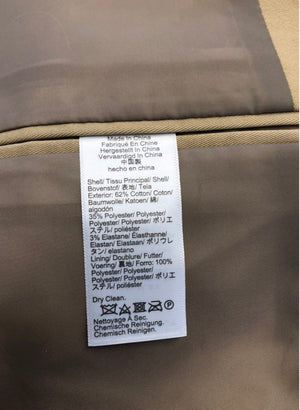 Made In China
Fabriqué En Chine
Hergestellt In China
Vervaardigd In China
中国製
hecho en china
Shell/ Tissu Principal/ Shell/
Bovenstof/ 表地/ Tela
Exterior: 62% Cotton/ Coton/
Baumwolle/ Katoen/ 綿/
algodón
35% Polyester/ Polyester/
Polyester/ Polyester/ ポリエ
ステル/ poliéster
3% Elastane/ Élasthanne/
Elastan/ Elastaan/ ポリウレ
タン/ elastano
Lining/ Doublure/ Futter/
Voering/ 裏地/ Forro: 100%
Polyester/ Polyester/
Polyester/ Polyester/ ポリエ
ステル/ poliéster
Dry Clean.
P
Nettoyage À Sec.
Chemische Reinigung.
Chemische Reinigen.